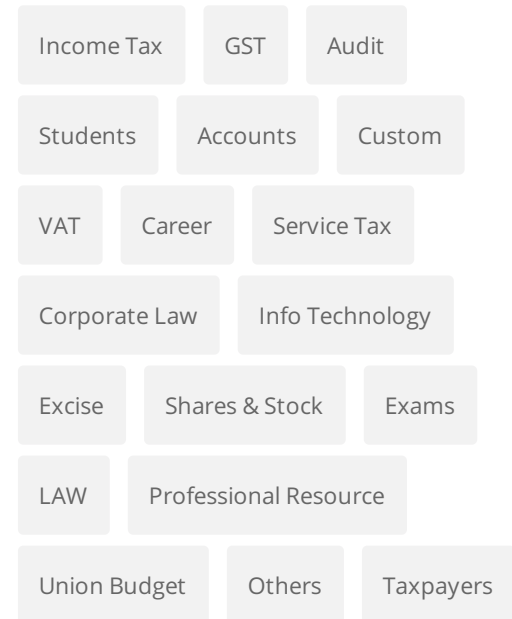 Income Tax GST Audit
Students Accounts Custom
VAT Career Service Tax
Corporate Law Info Technology
Excise Shares & Stock Exams
LAW Professional Resource
Union Budget Others Taxpayers